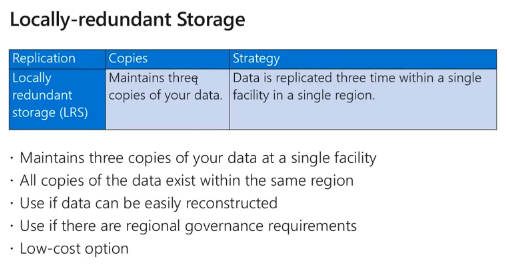 Locally-redundant Storage
Replication Copies Strategy
Locally redundant storage (LRS)
Maintains three copies of your data.
Data is replicated three time within a single facility in a single region.
· Maintains three copies of your data at a single facility
· All copies of the data exist within the same region
· Use if data can be easily reconstructed
· Use if there are regional governance requirements
· Low-cost option